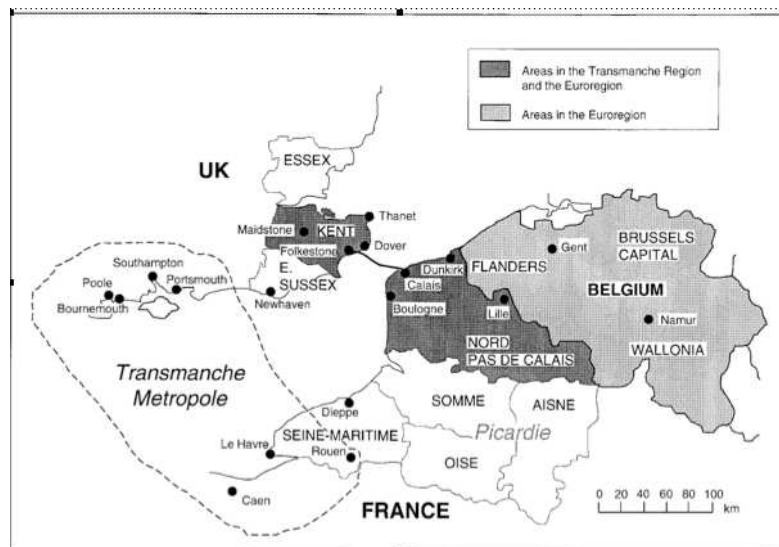 Areas in the Transmanche Region
and the Euroregion
Areas in the Euroregion
UK
ESSEX
Thanet
Maidstone
KENT
Dover
Folkestone
E.
SUSSEX
Newhaven
Southampton
Portsmouth
Poole
Bournemouth
Dunkirk
Calais
Boulogne
FLANDERS
Gent
BRUSSELS
CAPITAL
BELGIUM
Lille
Namur
NORD
PAS DE CALAIS
WALLONIA
Transmanche
Metropole
Dieppe
SOMME
AISNE
SEINE-MARITIME
Picardie
Le Havre
Rouen
OISE
Caen
FRANCE
0 20 40 60 80 100
km